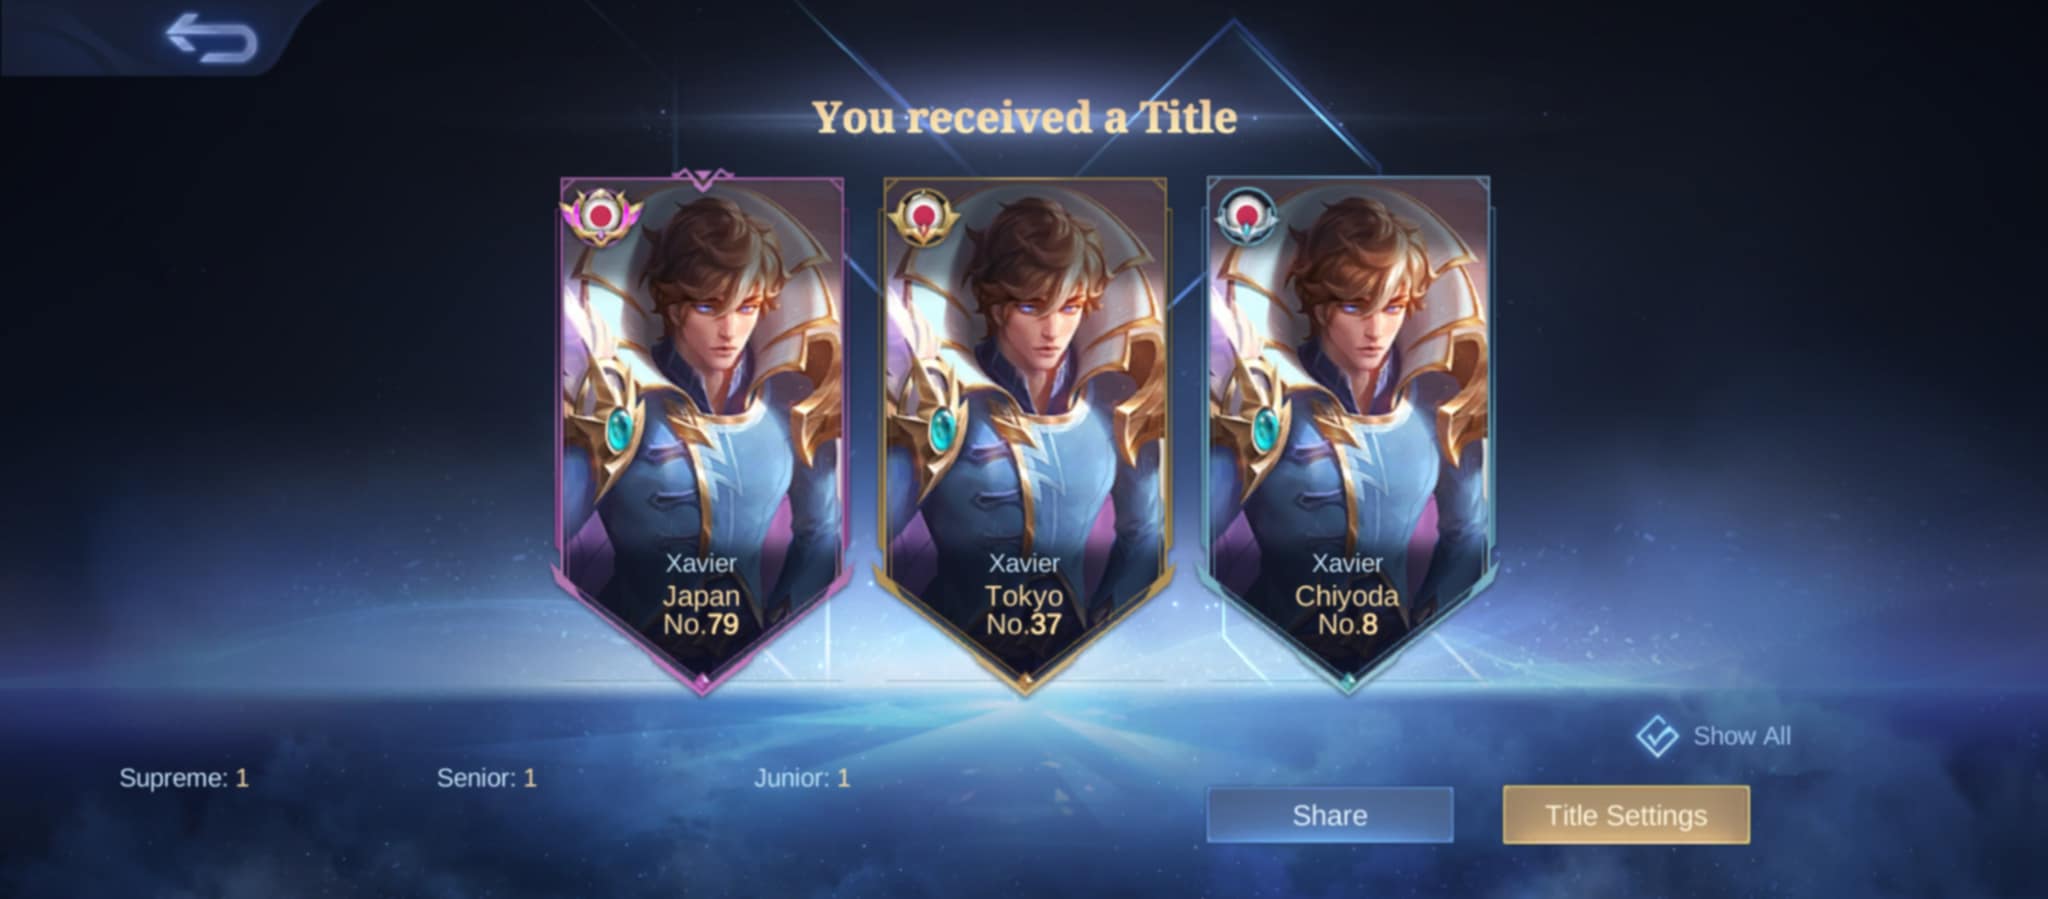 You received a Title
Xavier
Japan
No.79
Xavier
Tokyo
No.37
Xavier
Chiyoda
No.8
Show All
Supreme: 1
Senior: 1
Junior: 1
Share
Title Settings